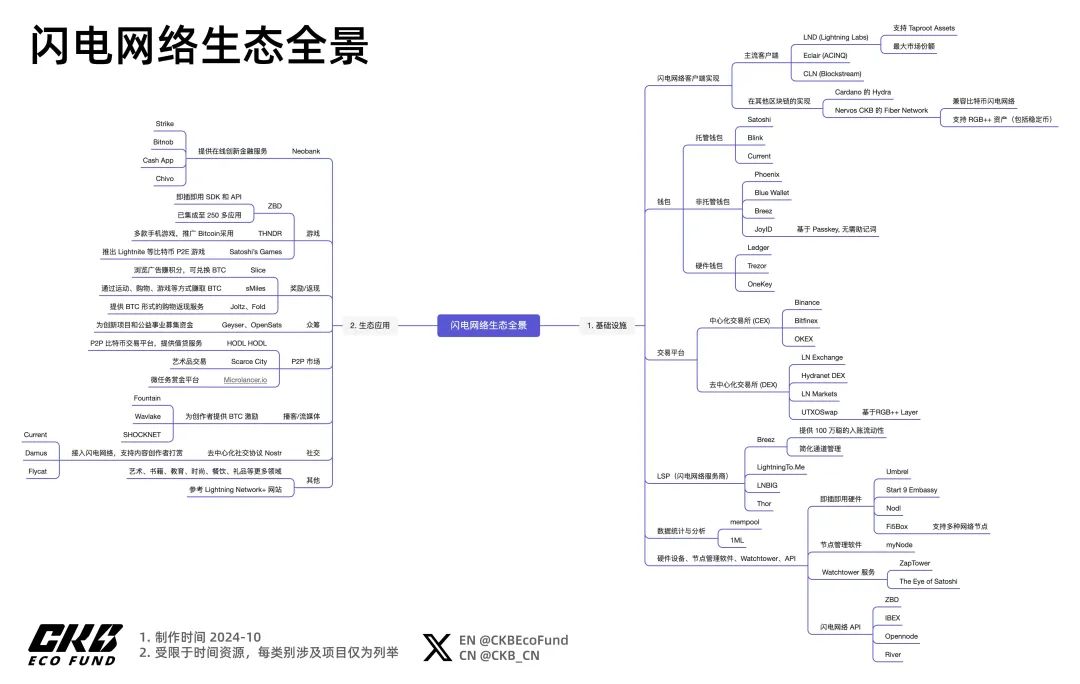 闪电网络生态全景
闪电网络生态全景
1. 基础设施
闪电网络客户端实现
主流客户端
LND (Lightning Labs)
支持 Taproot Assets
最大市场份额
Eclair (ACINQ)
CLN (Blockstream)
在其他区块链的实现
Cardano 的 Hydra
Nervos CKB 的 Fiber Network
兼容比特币闪电网络
支持 RGB++ 资产（包括稳定币）
钱包
托管钱包
Satoshi
Blink
Current
非托管钱包
Phoenix
Blue Wallet
Breez
JoyID
基于 Passkey, 无需助记词
硬件钱包
Ledger
Trezor
OneKey
交易平台
中心化交易所 (CEX)
Binance
Bitfinex
OKEX
去中心化交易所 (DEX)
LN Exchange
Hydranet DEX
LN Markets
UTXOSwap
基于RGB++ Layer
LSP（闪电网络服务商）
Breez
提供 100 万聪的入账流动性
简化通道管理
LightningTo.Me
LNBIG
Thor
数据统计与分析
mempool
1ML
硬件设备、节点管理软件、Watchtower、API
即插即用硬件
Umbrel
Start 9 Embassy
Nodl
Fi5Box
支持多种网络节点
节点管理软件
myNode
Watchtower 服务
ZapTower
The Eye of Satoshi
闪电网络 API
ZBD
IBEX
Opennode
River
2. 生态应用
Neobank
提供在线创新金融服务
Strike
Bitnob
Cash App
Chivo
游戏
ZBD
即插即用 SDK 和 API
已集成至 250 多应用
THNDR
多款手机游戏，推广 Bitcoin采用
Satoshi's Games
推出 Lightnite 等比特币 P2E 游戏
奖励/返现
Slice
浏览广告赚积分，可兑换 BTC
sMiles
通过运动、购物、游戏等方式赚取 BTC
Joltz、Fold
提供 BTC 形式的购物返现服务
众筹
Geyser、OpenSats
为创新项目和公益事业募集资金
P2P 市场
HODL HODL
P2P 比特币交易平台，提供借贷服务
Scarce City
艺术品交易
Microlancer.io
微任务赏金平台
播客/流媒体
为创作者提供 BTC 激励
Fountain
Wavlake
SHOCKNET
社交
去中心化社交协议 Nostr
接入闪电网络，支持内容创作者打赏
Current
Damus
Flycat
其他
艺术、书籍、教育、时尚、餐饮、礼品等更多领域
参考 Lightning Network+ 网站
CKB
ECO FUND
1. 制作时间 2024-10
2. 受限于时间资源，每类别涉及项目仅为列举
EN @CKBEcoFund
CN @CKB_CN